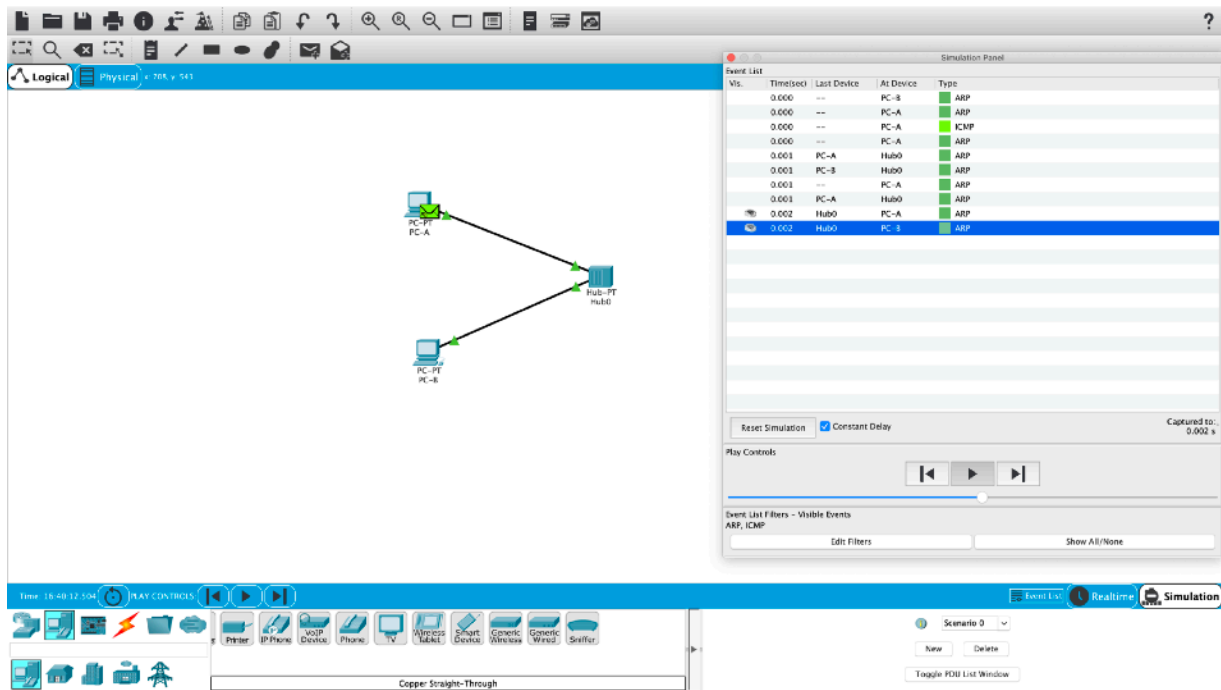 ?
Logical
Physical x: 708, y: 543
Simulation Panel
Event List
Vis. Time(sec) Last Device At Device Type
0.000 -- PC-B ARP
0.000 -- PC-A ARP
0.000 -- PC-A ICMP
0.000 -- PC-A ARP
0.001 PC-A Hub0 ARP
0.001 PC-B Hub0 ARP
0.001 -- PC-A ARP
0.001 PC-A Hub0 ARP
0.002 Hub0 PC-A ARP
0.002 Hub0 PC-B ARP
PC-PT
PC-A
Hub-PT
Hub0
PC-PT
PC-B
Reset Simulation Constant Delay
Captured to:
0.002 s
Play Controls
Event List Filters - Visible Events
ARP, ICMP
Edit Filters Show All/None
Time: 16:40:12.504 PLAY CONTROLS:
Event List Realtime Simulation
Printer IP Phone VoIP Device Phone TV Wireless Tablet Smart Device Generic Wireless Generic Wired Sniffer
Scenario 0
New Delete
Toggle PDU List Window
Copper Straight-Through